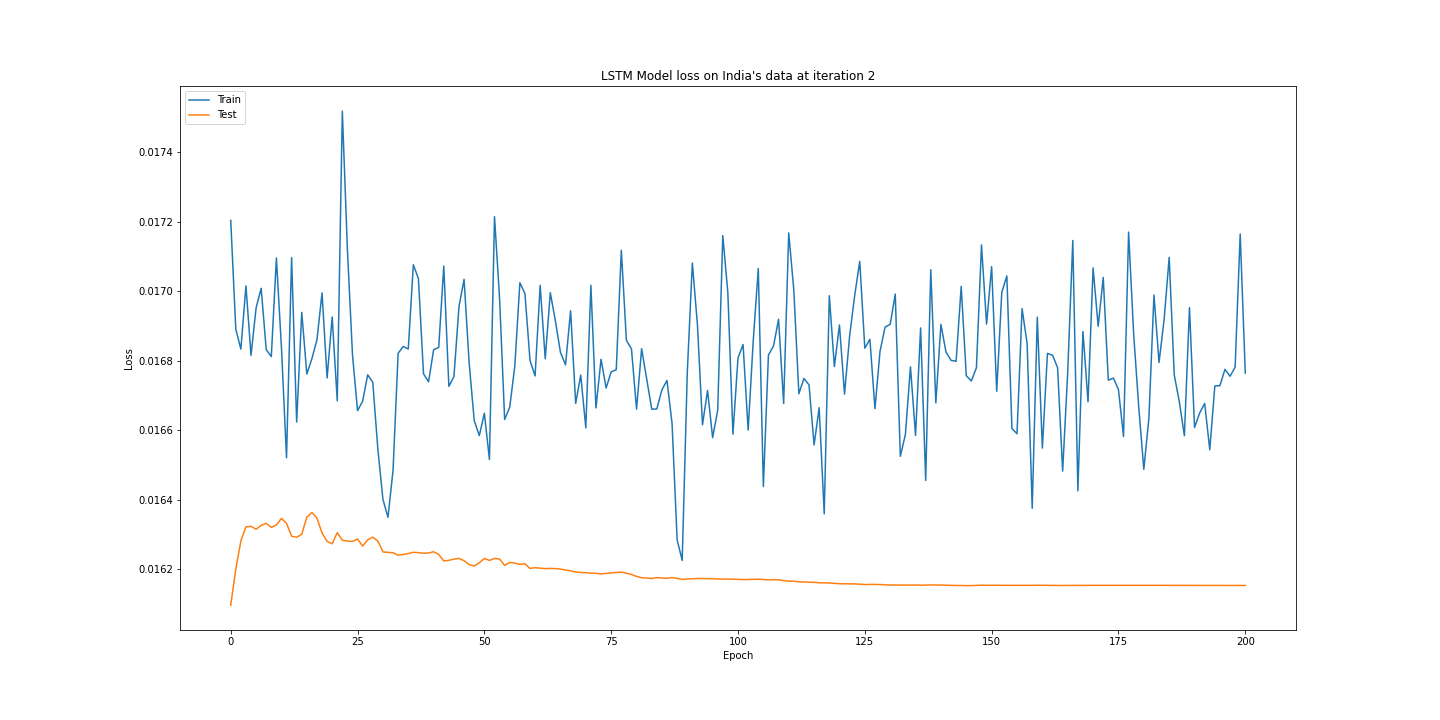 LSTM Model loss on India's data at iteration 2
Train
Test
0.0174
0.0172
0.0170
0.0168
0.0166
0.0164
0.0162
Loss
0 25 50 75 100 125 150 175 200
Epoch